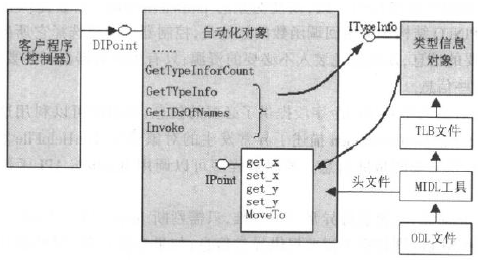 客户程序
(控制器)
DIPoint
自动化对象
……
GetTypeInforCount
GetTYpeInfo
GetIDsOfNames
Invoke
IPoint
get_x
set_x
get_y
set_y
MoveTo
ITypeInfo
类型信息
对象
TLB文件
头文件
MIDL工具
ODL文件